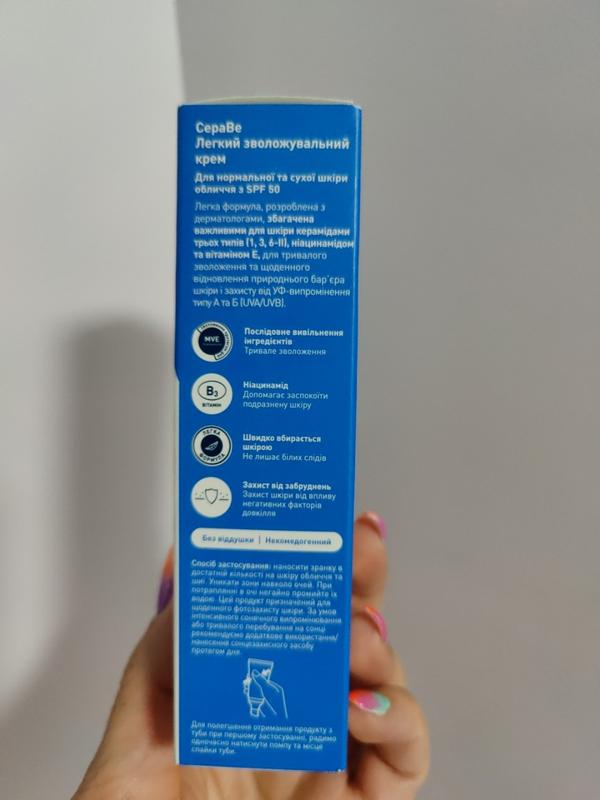 СераВе
Легкий зволожувальний
крем
Для нормальної та сухої шкіри
обличчя з SPF 50
Легка формула, розроблена з
дерматологами, збагачена
важливими для шкіри керамідами
трьох типів (1, 3, 6-II), ніацинамідом
та вітаміном Е, для тривалого
зволоження та щоденного
відновлення природнього бар’єра
шкіри і захисту від УФ-випромінення
типу А та Б (UVA/UVB).
MVE
Послідовне вивільнення
інгредієнтів
Тривале зволоження
B3
ВІТАМІН
Ніацинамід
Допомагає заспокоїти
подразнену шкіру
ЛЕГКА
ФОРМУЛА
Швидко вбирається
шкірою
Не лишає білих слідів
Захист від забруднень
Захист шкіри від впливу
негативних факторів
довкілля
Без віддушки | Некомедогенний
Спосіб застосування: наносити зранку в
достатній кількості на шкіру обличчя та
шиї. Уникати зони навколо очей. При
потраплянні в очі негайно промийте їх
водою. Цей продукт призначений для
щоденного фотозахисту шкіри. За умов
інтенсивного сонячного випромінювання
або тривалого перебування на сонці
рекомендуємо додаткове використання/
нанесення сонцезахисного засобу
протягом дня.
Для полегшення отримання продукту з
туби при першому застосуванні, радимо
одночасно натиснути помпу та місце
спайки туби.